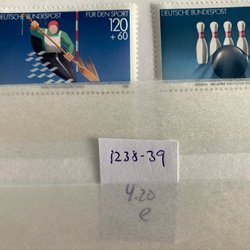 DEUTSCHE BUNDESPOST FÜR DEN SPORT
120
+60
DEUTSCHE BUNDESPOST
1238-39
4.20
e